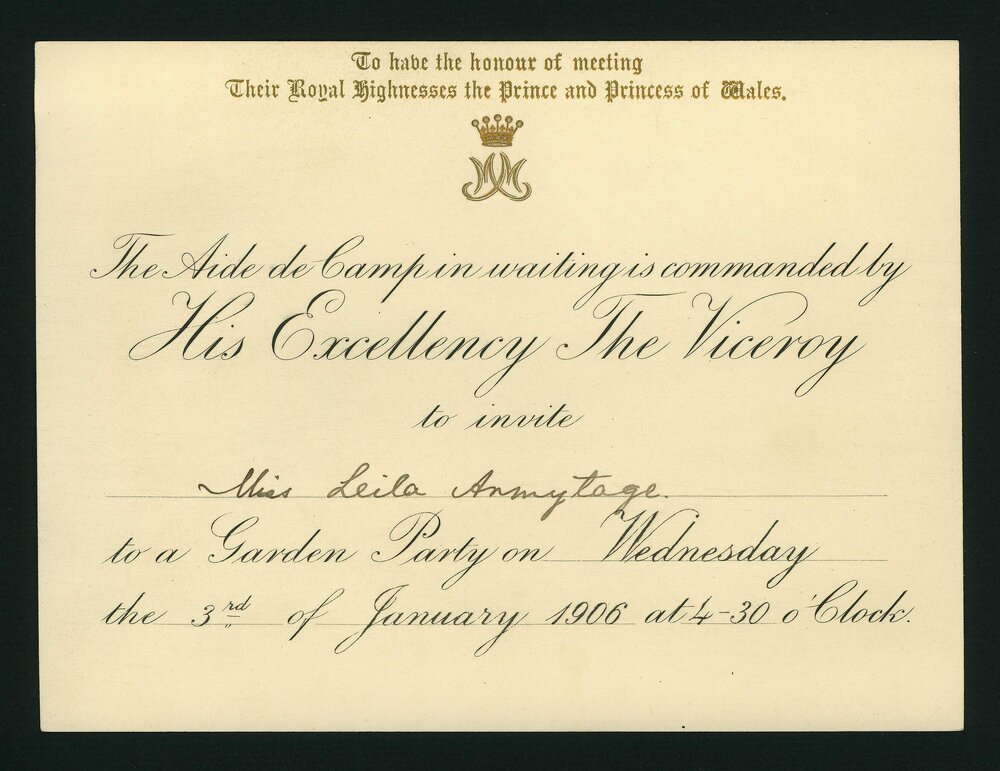 To have the honour of meeting
Their Royal Highnesses the Prince and Princess of Wales.
The Aide de Camp in waiting is commanded by
His Excellency The Viceroy
to invite
Miss Leila Armytage.
to a Garden Party on Wednesday
the 3rd of January 1906 at 4-30 o'Clock.